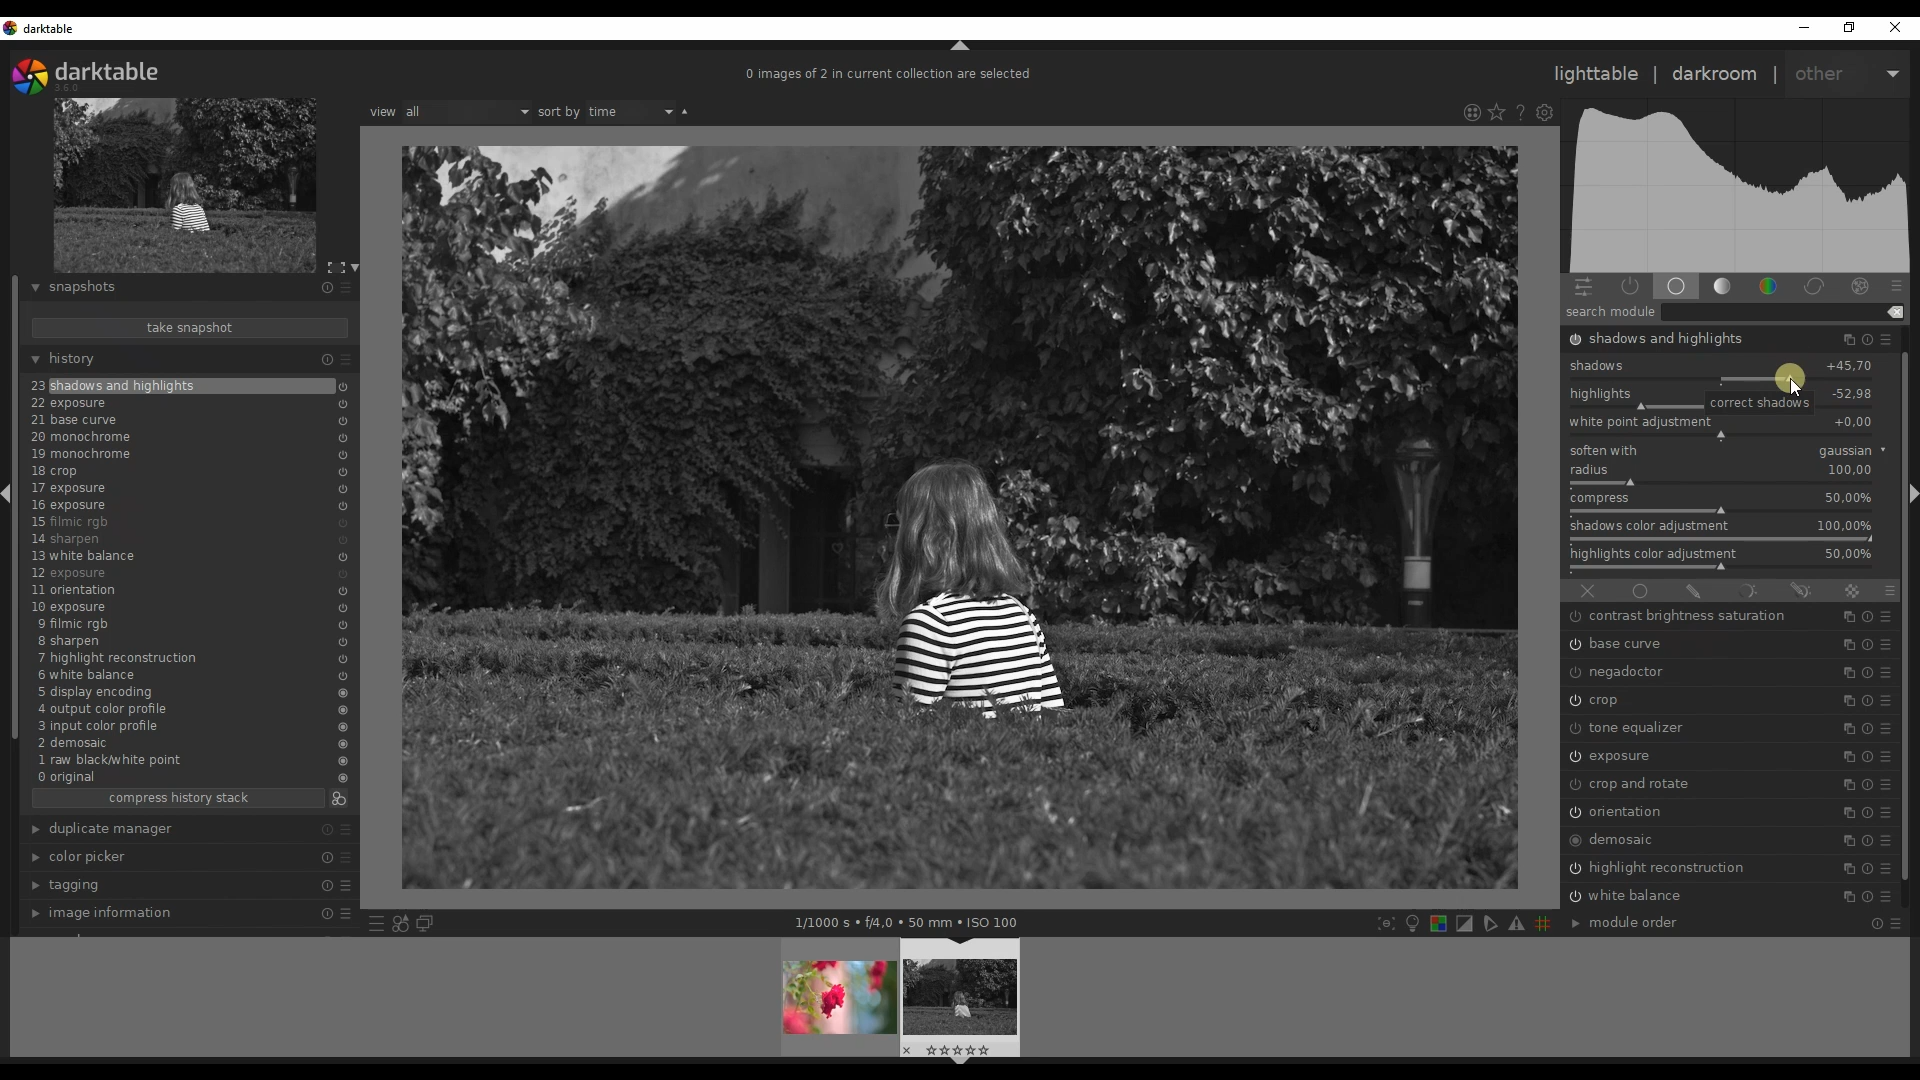 darktable
darktable
3.6.0
0 images of 2 in current collection are selected
lighttable | darkroom | other
view all sort by time
snapshots
take snapshot
history
23 shadows and highlights
22 exposure
21 base curve
20 monochrome
19 monochrome
18 crop
17 exposure
16 exposure
15 filmic rgb
14 sharpen
13 white balance
12 exposure
11 orientation
10 exposure
9 filmic rgb
8 sharpen
7 highlight reconstruction
6 white balance
5 display encoding
4 output color profile
3 input color profile
2 demosaic
1 raw black/white point
0 original
compress history stack
duplicate manager
color picker
tagging
image information
1/1000 s • f/4,0 • 50 mm • ISO 100
search module
shadows and highlights
shadows +45,70
highlights -52,98
correct shadows
white point adjustment +0,00
soften with gaussian
radius 100,00
compress 50,00%
shadows color adjustment 100,00%
highlights color adjustment 50,00%
contrast brightness saturation
base curve
negadoctor
crop
tone equalizer
exposure
crop and rotate
orientation
demosaic
highlight reconstruction
white balance
module order